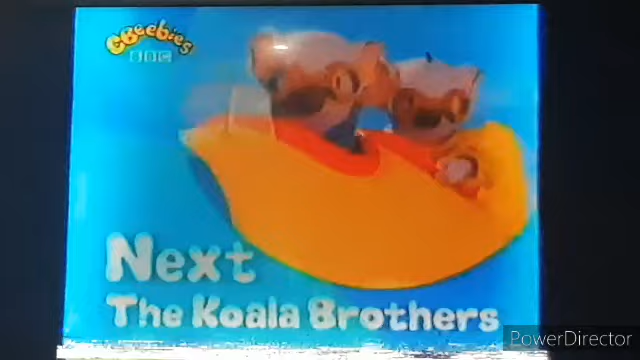 CBeebies
BBC
Next
The Koala Brothers
PowerDirector